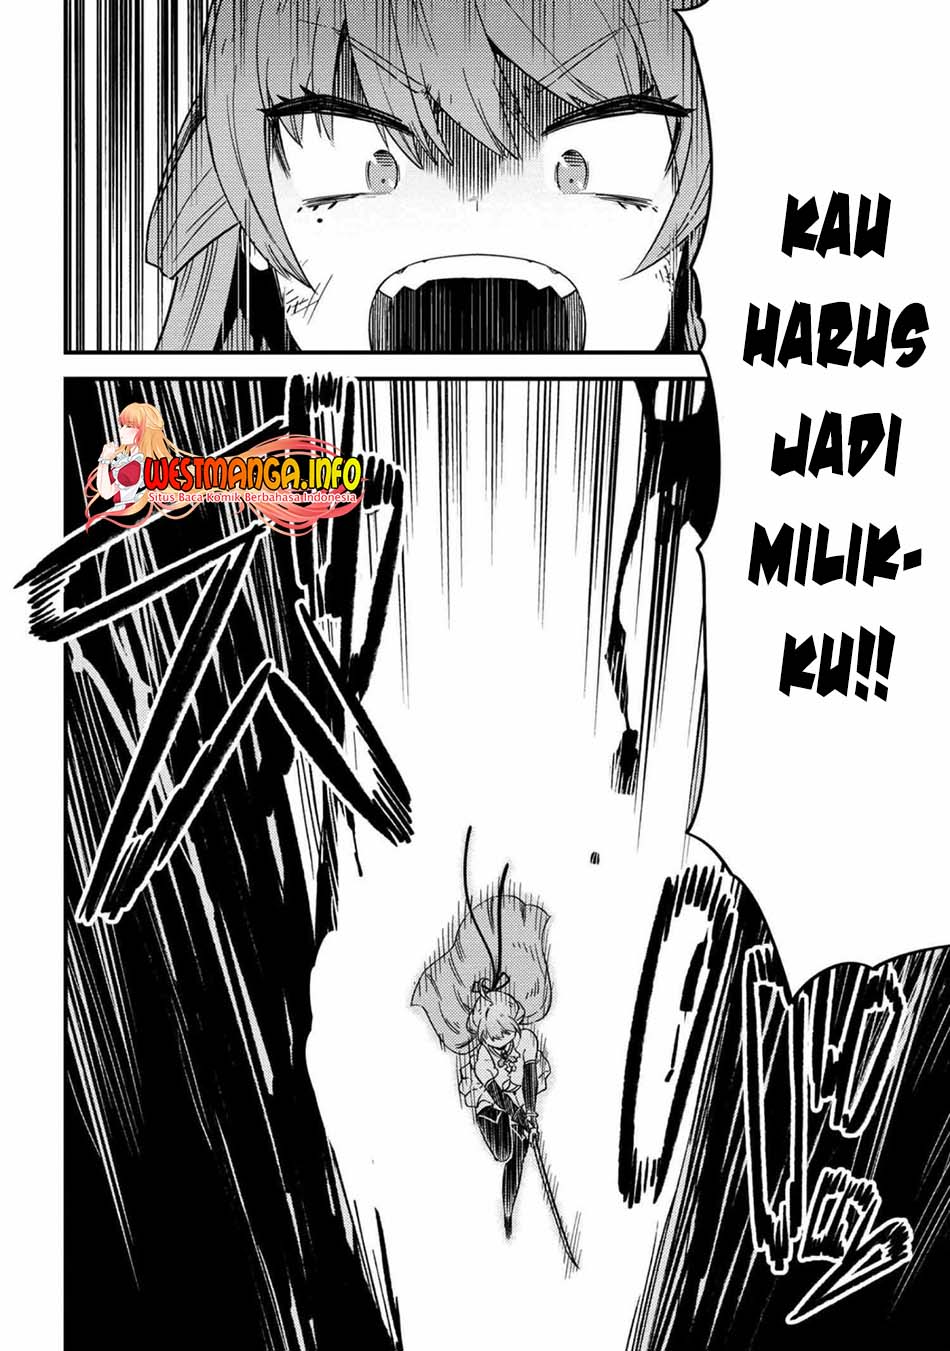 KAU
HARUS
JADI
MILIK-
KU!!
WESTMANGA.INFO
Situs Baca Komik Berbahasa Indonesia